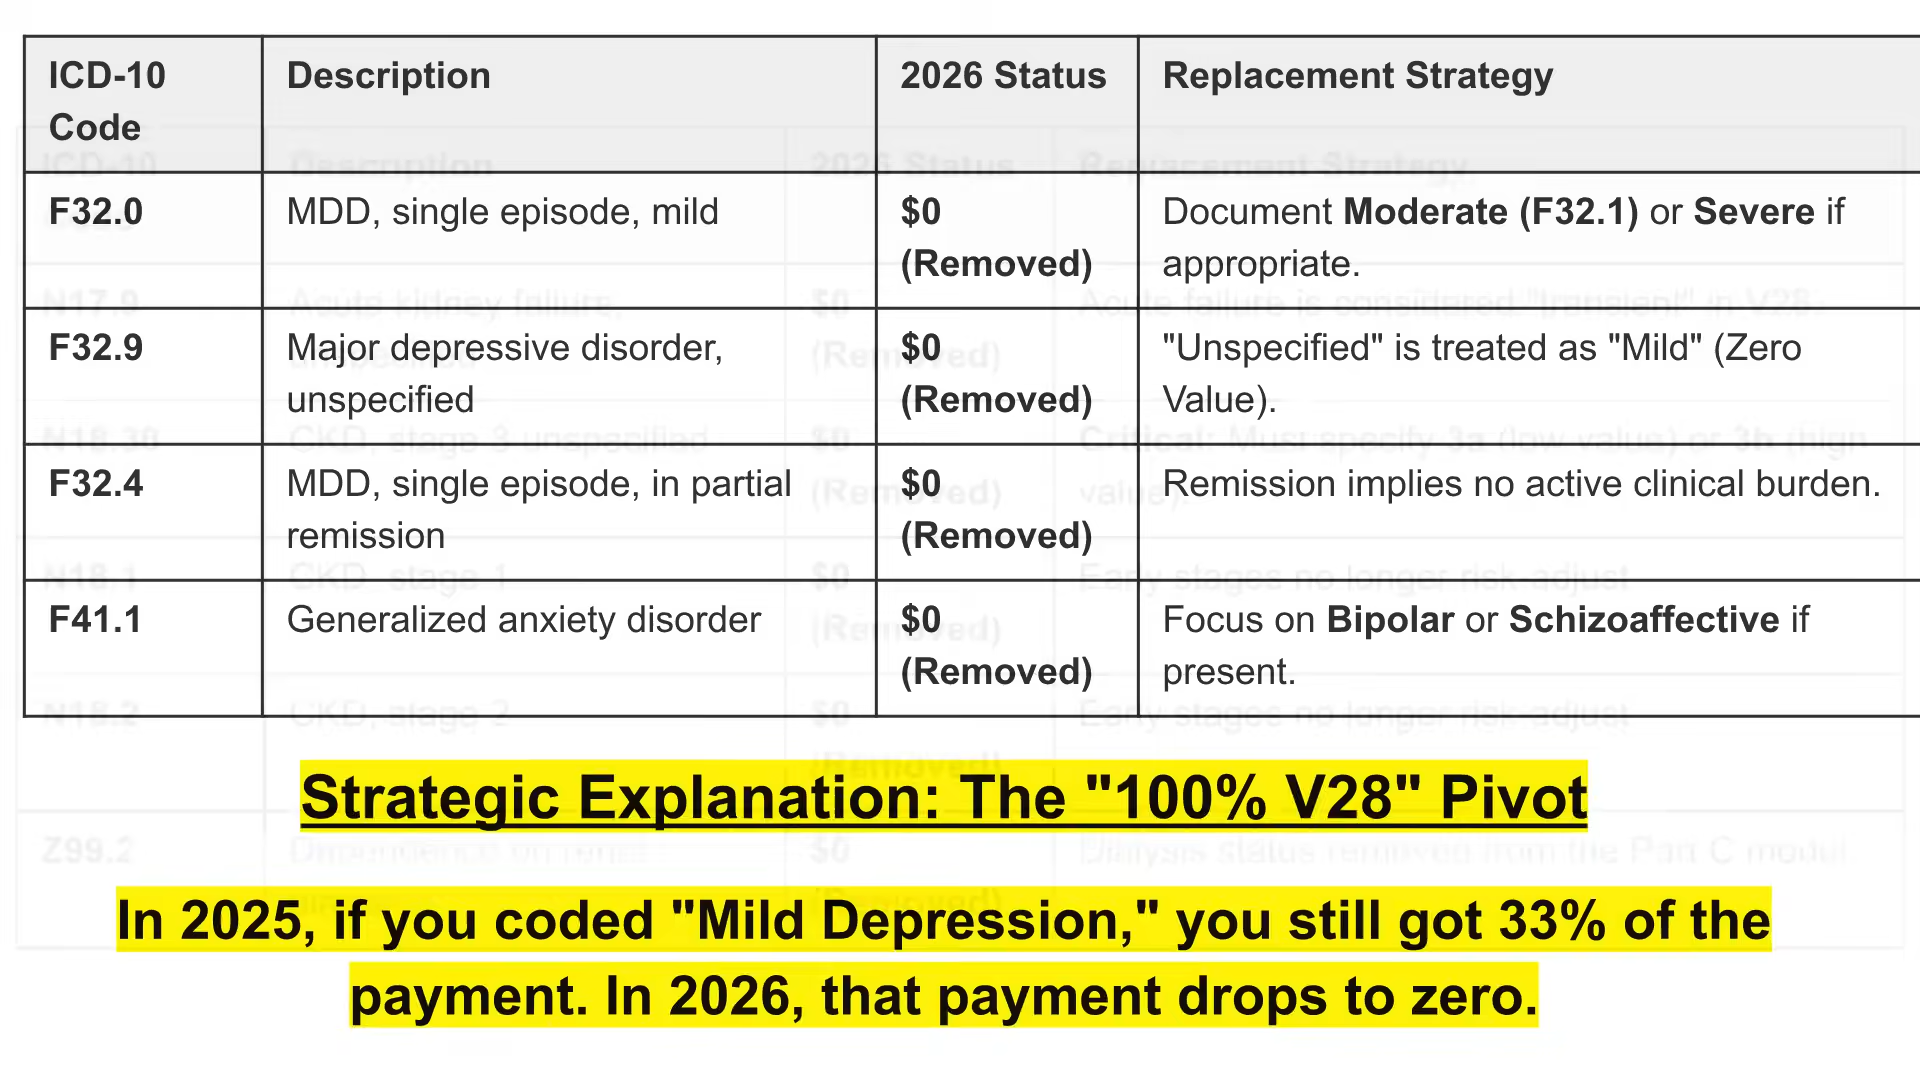 ICD-10 Code
Description
2026 Status
Replacement Strategy
F32.0
MDD, single episode, mild
$0
(Removed)
Document Moderate (F32.1) or Severe if
appropriate.
F32.9
Major depressive disorder,
unspecified
$0
(Removed)
"Unspecified" is treated as "Mild" (Zero
Value).
F32.4
MDD, single episode, in partial
remission
$0
(Removed)
Remission implies no active clinical burden.
F41.1
Generalized anxiety disorder
$0
(Removed)
Focus on Bipolar or Schizoaffective if
present.
Strategic Explanation: The "100% V28" Pivot
In 2025, if you coded "Mild Depression," you still got 33% of the
payment. In 2026, that payment drops to zero.